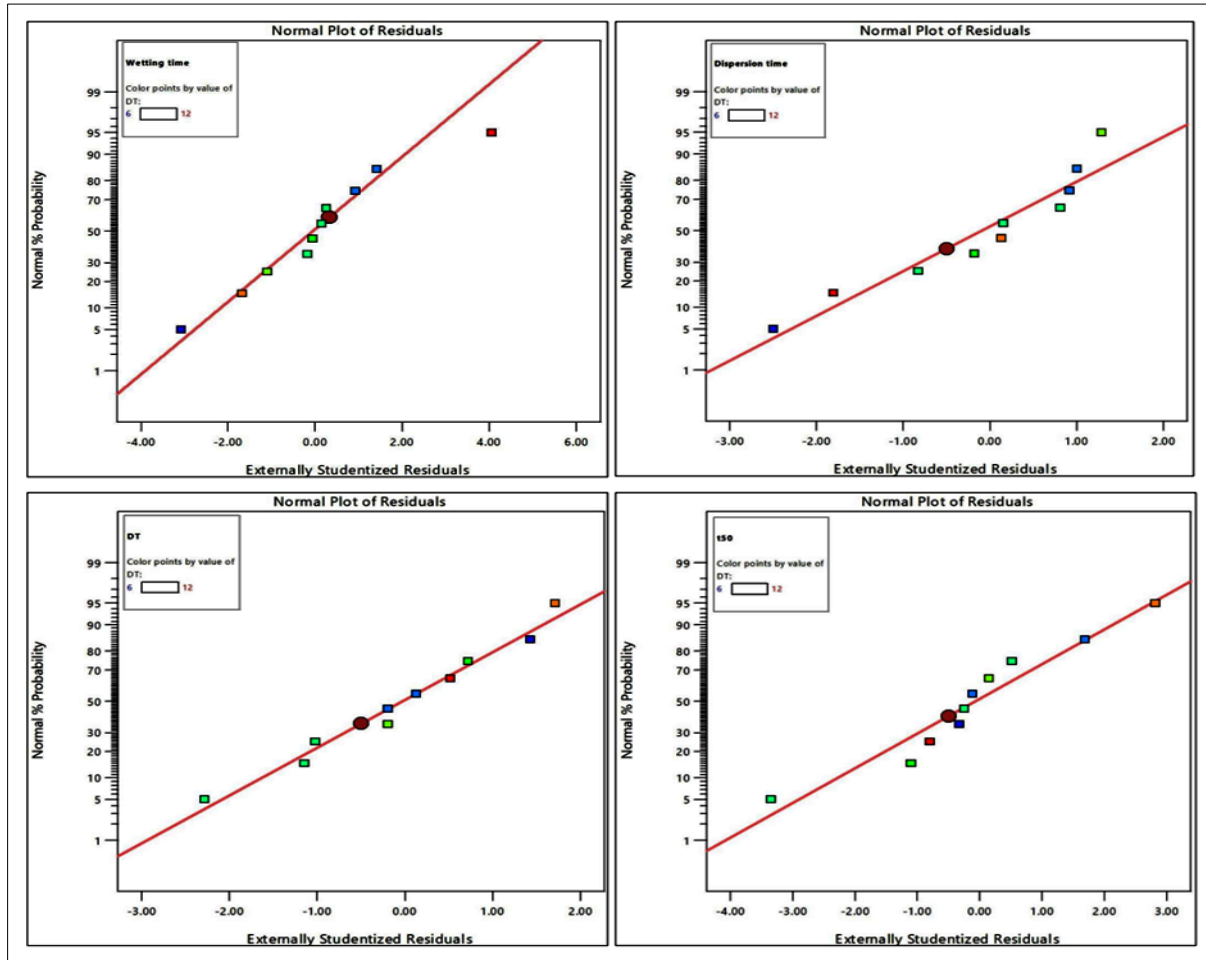 Normal Plot of Residuals
Wetting time
Color points by value of
DT:
6 12
Normal % Probability
99
95
90
80
70
50
30
20
10
5
1
-4.00 -2.00 0.00 2.00 4.00 6.00
Externally Studentized Residuals
Normal Plot of Residuals
Dispersion time
Color points by value of
DT:
6 12
Normal % Probability
99
95
90
80
70
50
30
20
10
5
1
-3.00 -2.00 -1.00 0.00 1.00 2.00
Externally Studentized Residuals
Normal Plot of Residuals
DT
Color points by value of
DT:
6 12
Normal % Probability
99
95
90
80
70
50
30
20
10
5
1
-3.00 -2.00 -1.00 0.00 1.00 2.00
Externally Studentized Residuals
Normal Plot of Residuals
t50
Color points by value of
DT:
6 12
Normal % Probability
99
95
90
80
70
50
30
20
10
5
1
-4.00 -3.00 -2.00 -1.00 0.00 1.00 2.00 3.00
Externally Studentized Residuals